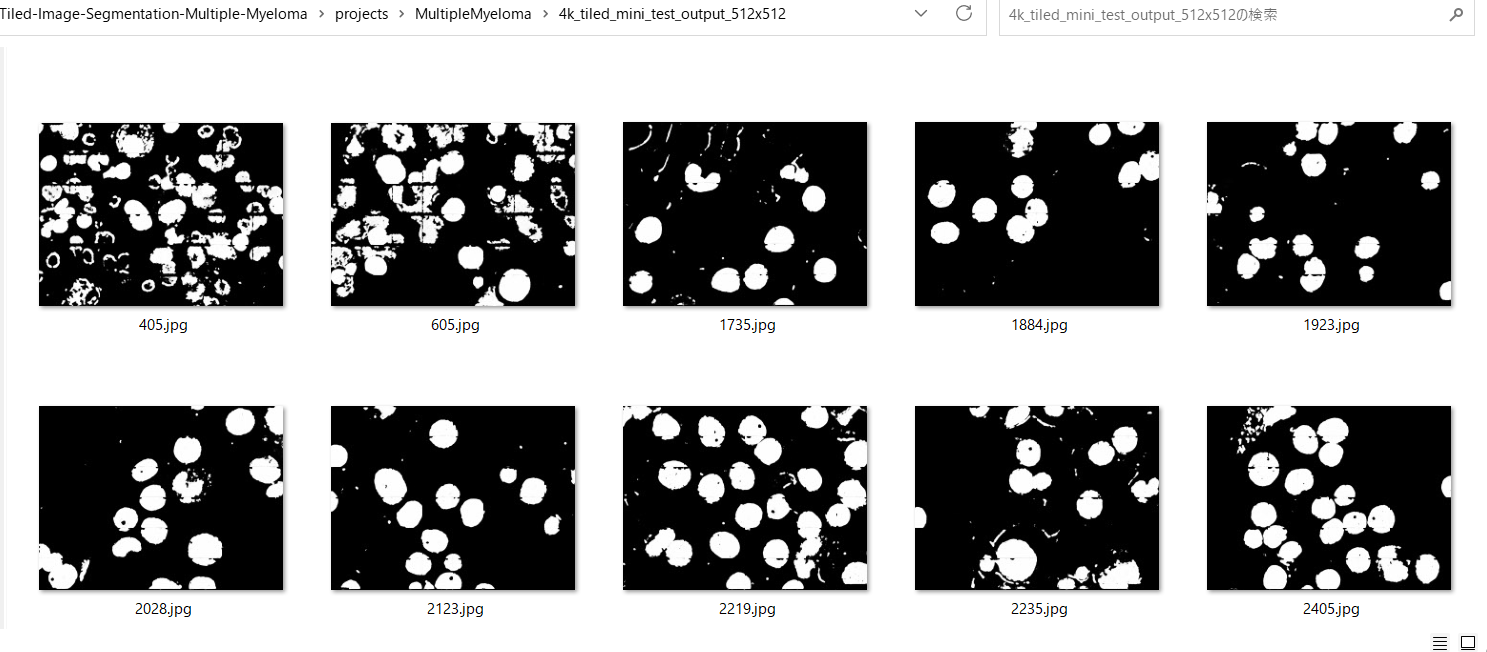 Tiled-Image-Segmentation-Multiple-Myeloma > projects > MultipleMyeloma > 4k_tiled_mini_test_output_512x512
4k_tiled_mini_test_output_512x512の検索
405.jpg
605.jpg
1735.jpg
1884.jpg
1923.jpg
2028.jpg
2123.jpg
2219.jpg
2235.jpg
2405.jpg